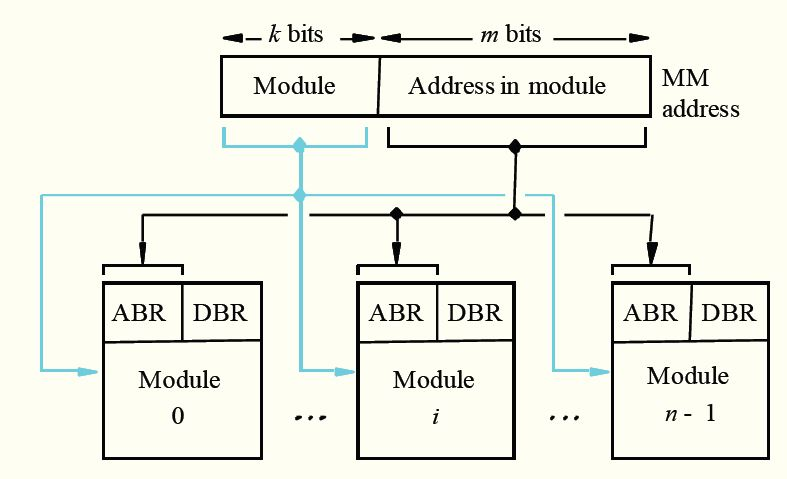 k bits
m bits
Module
Address in module
MM
address
ABR
DBR
ABR
DBR
ABR
DBR
Module
0
...
Module
i
...
Module
n - 1